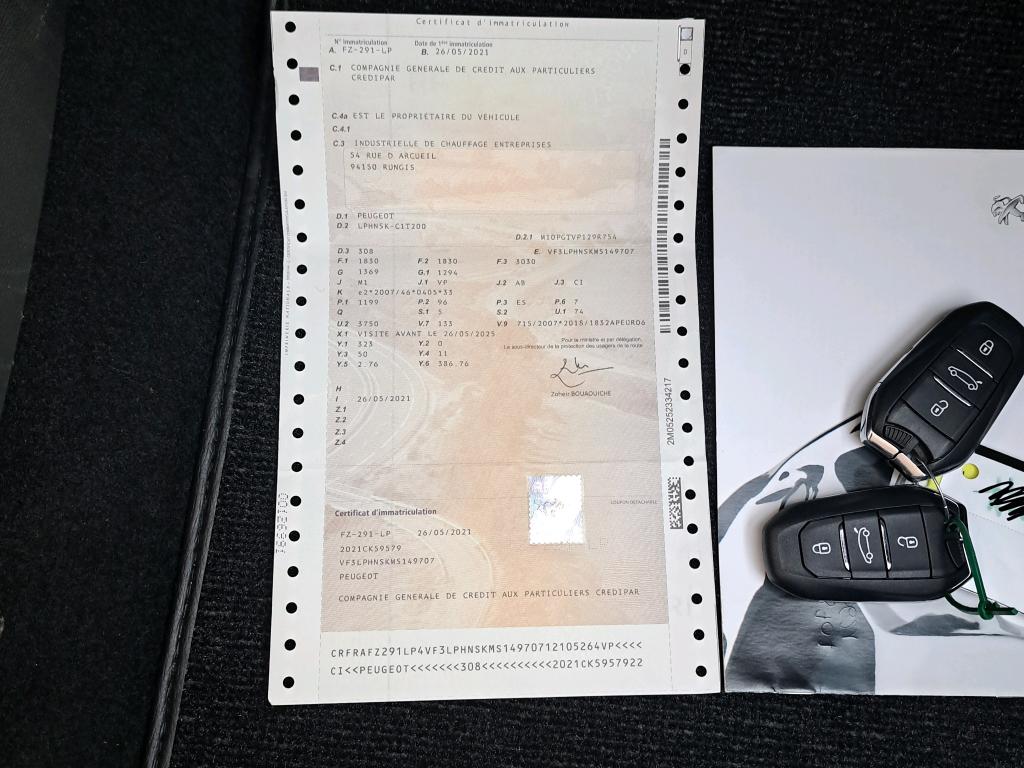 Certificat d'immatriculation
N° immatriculation Date de 1ère immatriculation
A. FZ-291-LP B. 26/05/2021
C.1 COMPAGNIE GENERALE DE CREDIT AUX PARTICULIERS
CREDIPAR
C.4a EST LE PROPRIÉTAIRE DU VÉHICULE
C.4.1
C.3 INDUSTRIELLE DE CHAUFFAGE ENTREPRISES
54 RUE D ARCUEIL
94150 RUNGIS
D.1 PEUGEOT
D.2 LPHNSK-C1T200
D.2.1 M10PGTVP129R754
D.3 308 E. VF3LPHNSKMS149707
F.1 1830 F.2 1830 F.3 3030
G 1369 G.1 1294
J M1 J.1 VP J.2 AB J.3 CI
K e2*2007/46*0405*33
P.1 1199 P.2 96 P.3 ES P.6 7
Q S.1 5 S.2 U.1 74
U.2 3750 V.7 133 V.9 715/2007*2018/1832APEURO6
X.1 VISITE AVANT LE 26/05/2025
Y.1 323 Y.2 0
Y.3 50 Y.4 11
Y.5 2.76 Y.6 386.76
Pour le ministre et par délégation,
Le sous-directeur de la protection des usagers de la route
Zoheir BOUAOUICHE
H
I 26/05/2021
Z.1
Z.2
Z.3
Z.4
2M05252334217
COUPON DETACHABLE
Certificat d'immatriculation
FZ-291-LP 26/05/2021
2021CK59579
VF3LPHNSKMS149707
PEUGEOT
COMPAGNIE GENERALE DE CREDIT AUX PARTICULIERS CREDIPAR
CRFRAFZ291LP4VF3LPHNSKMS14970712105264VP<<<<
CI<<PEUGEOT<<<<<<<308<<<<<<<<<<2021CK5957922